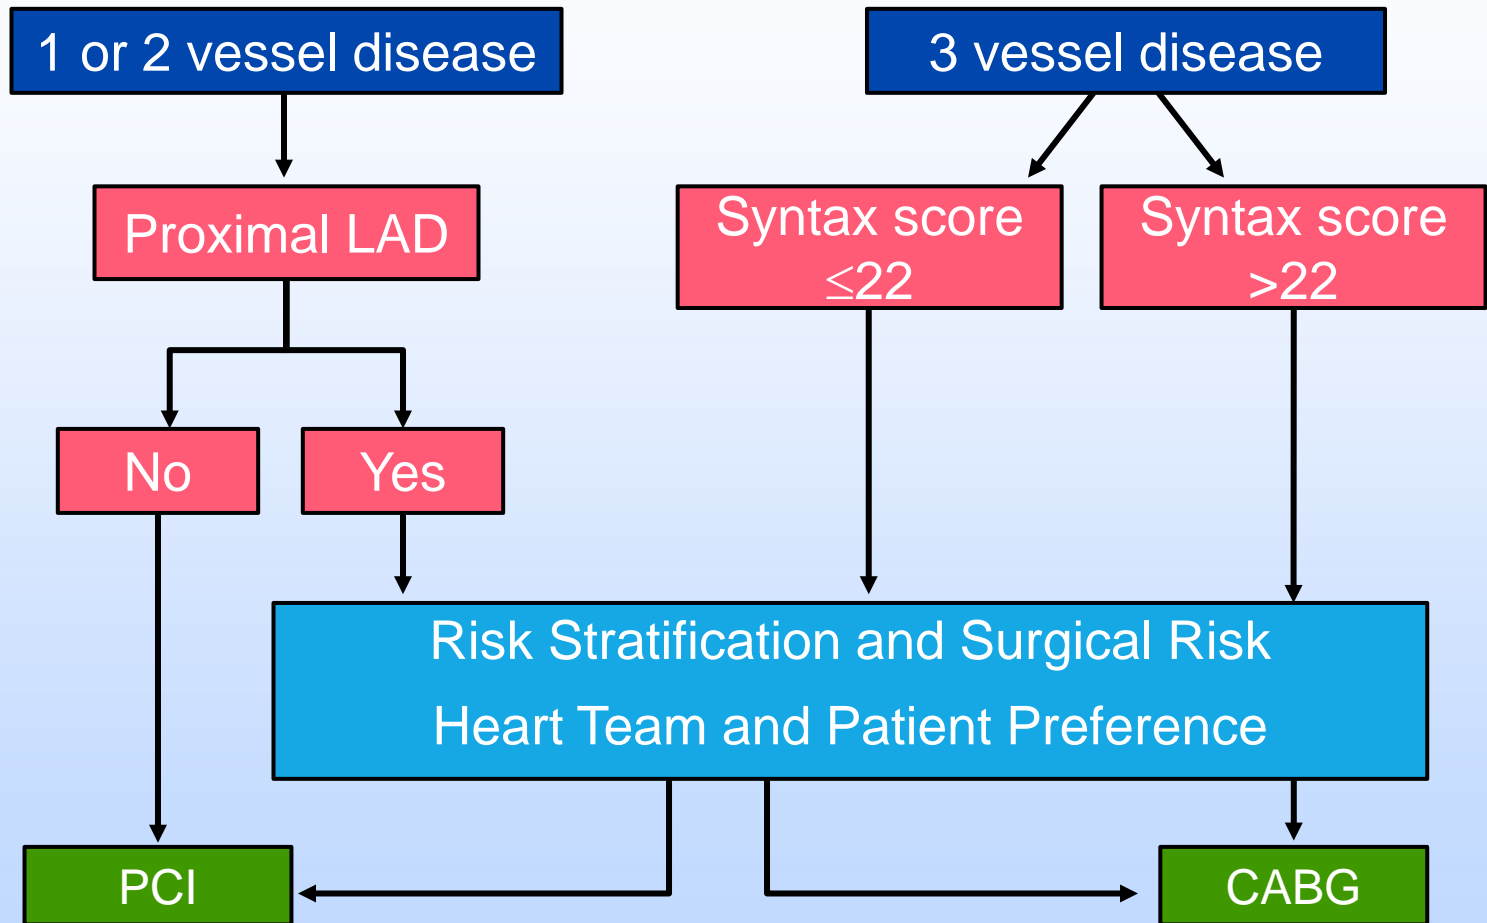 1 or 2 vessel disease
3 vessel disease
Proximal LAD
Syntax score
≤22
Syntax score
>22
No
Yes
Risk Stratification and Surgical Risk
Heart Team and Patient Preference
PCI
CABG